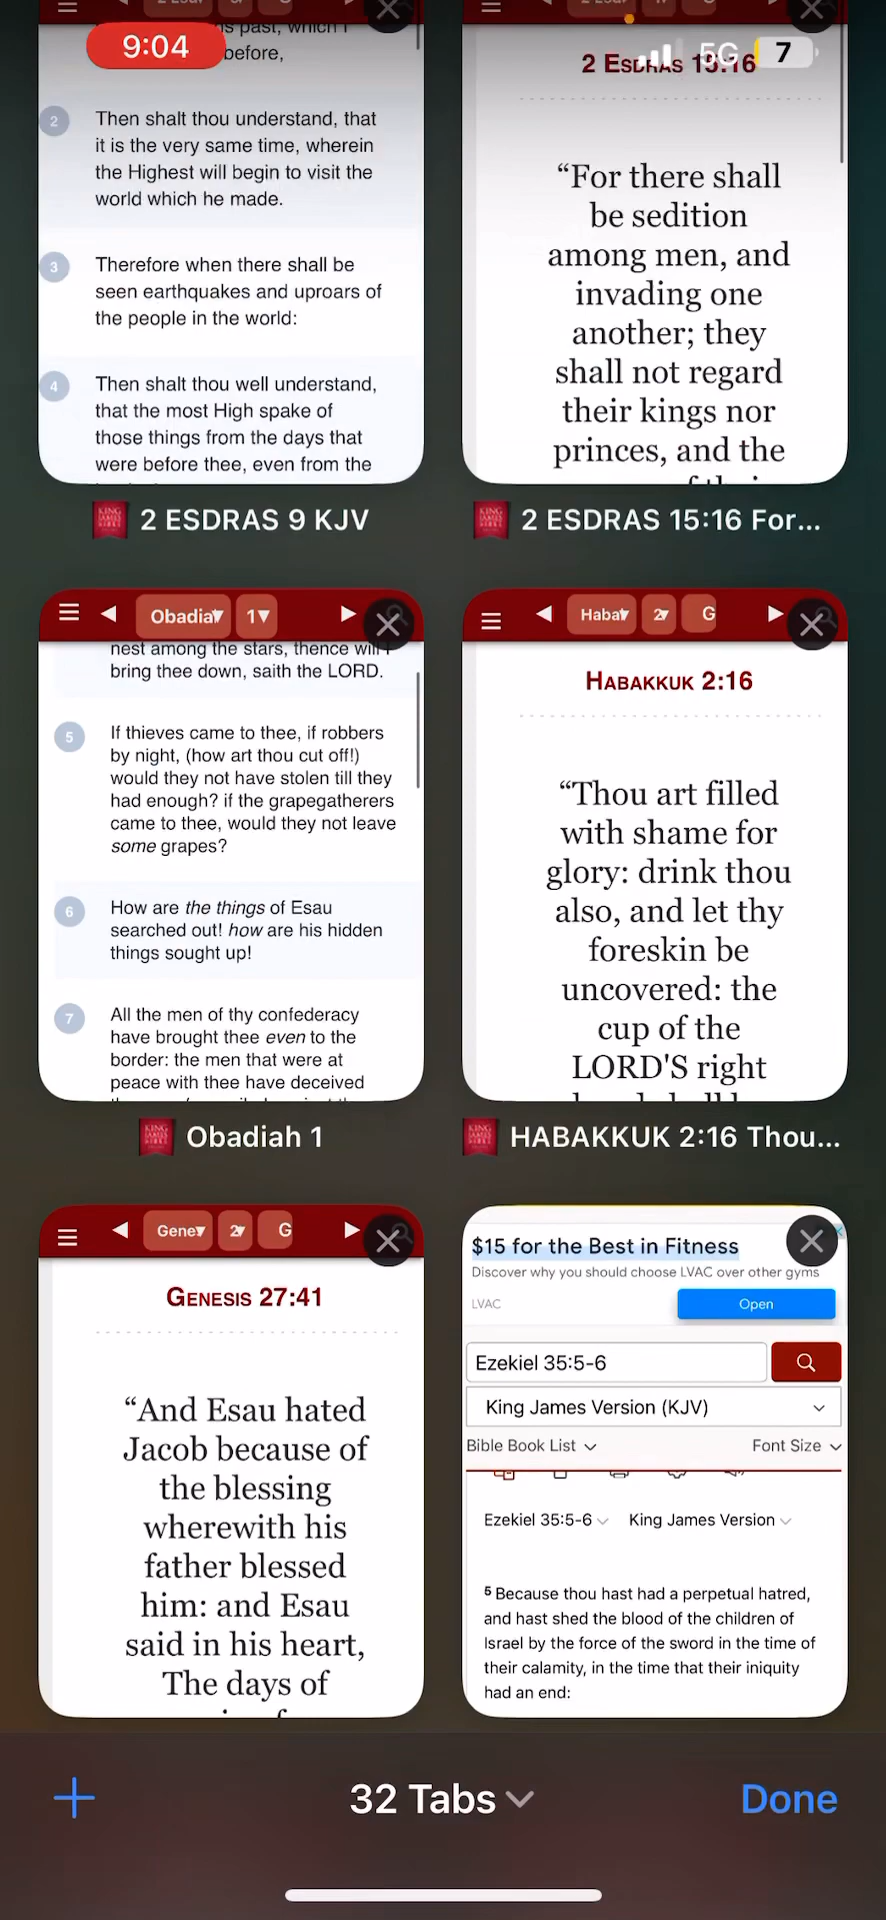 9:04
5G
7
is past, which I
before,
2
Then shalt thou understand, that
it is the very same time, wherein
the Highest will begin to visit the
world which he made.
3
Therefore when there shall be
seen earthquakes and uproars of
the people in the world:
4
Then shalt thou well understand,
that the most High spake of
those things from the days that
were before thee, even from the
2 ESDRAS 9 KJV
2 ESDRAS 15:16
“For there shall
be sedition
among men, and
invading one
another; they
shall not regard
their kings nor
princes, and the
2 ESDRAS 15:16 For...
Obadia
1
nest among the stars, thence will I
bring thee down, saith the LORD.
5
If thieves came to thee, if robbers
by night, (how art thou cut off!)
would they not have stolen till they
had enough? if the grapegatherers
came to thee, would they not leave
some grapes?
6
How are the things of Esau
searched out! how are his hidden
things sought up!
7
All the men of thy confederacy
have brought thee even to the
border: the men that were at
peace with thee have deceived
Obadiah 1
Haba
2
G
HABAKKUK 2:16
“Thou art filled
with shame for
glory: drink thou
also, and let thy
foreskin be
uncovered: the
cup of the
LORD'S right
HABAKKUK 2:16 Thou...
Gene
2
G
GENESIS 27:41
“And Esau hated
Jacob because of
the blessing
wherewith his
father blessed
him: and Esau
said in his heart,
The days of
$15 for the Best in Fitness
Discover why you should choose LVAC over other gyms
LVAC
Open
Ezekiel 35:5-6
King James Version (KJV)
Bible Book List
Font Size
Ezekiel 35:5-6
King James Version
5 Because thou hast had a perpetual hatred,
and hast shed the blood of the children of
Israel by the force of the sword in the time of
their calamity, in the time that their iniquity
had an end:
32 Tabs
Done